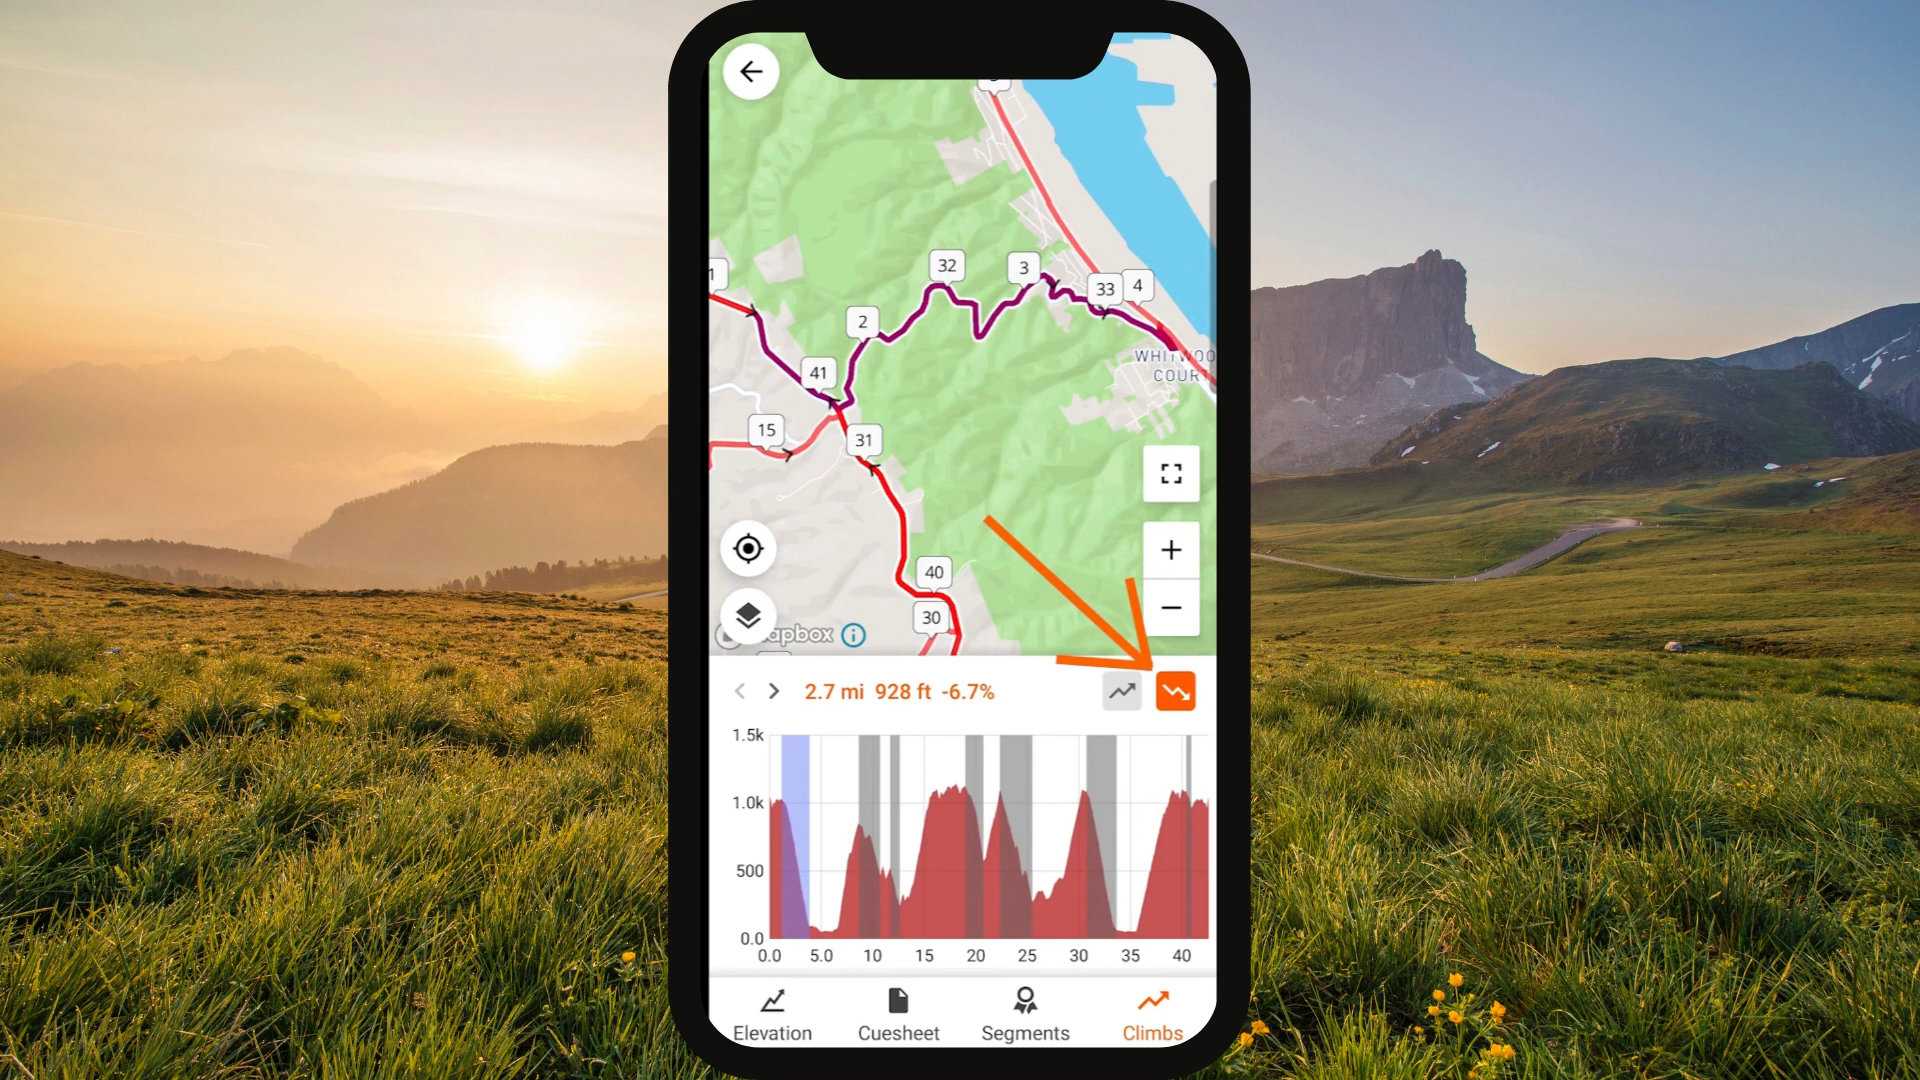 1
32
3
33
4
2
WHITWOO
COUR
41
15
31
40
30
apbox
2.7 mi 928 ft -6.7%
1.5k
1.0k
500
0.0
0.0 5.0 10 15 20 25 30 35 40
Elevation Cuesheet Segments Climbs